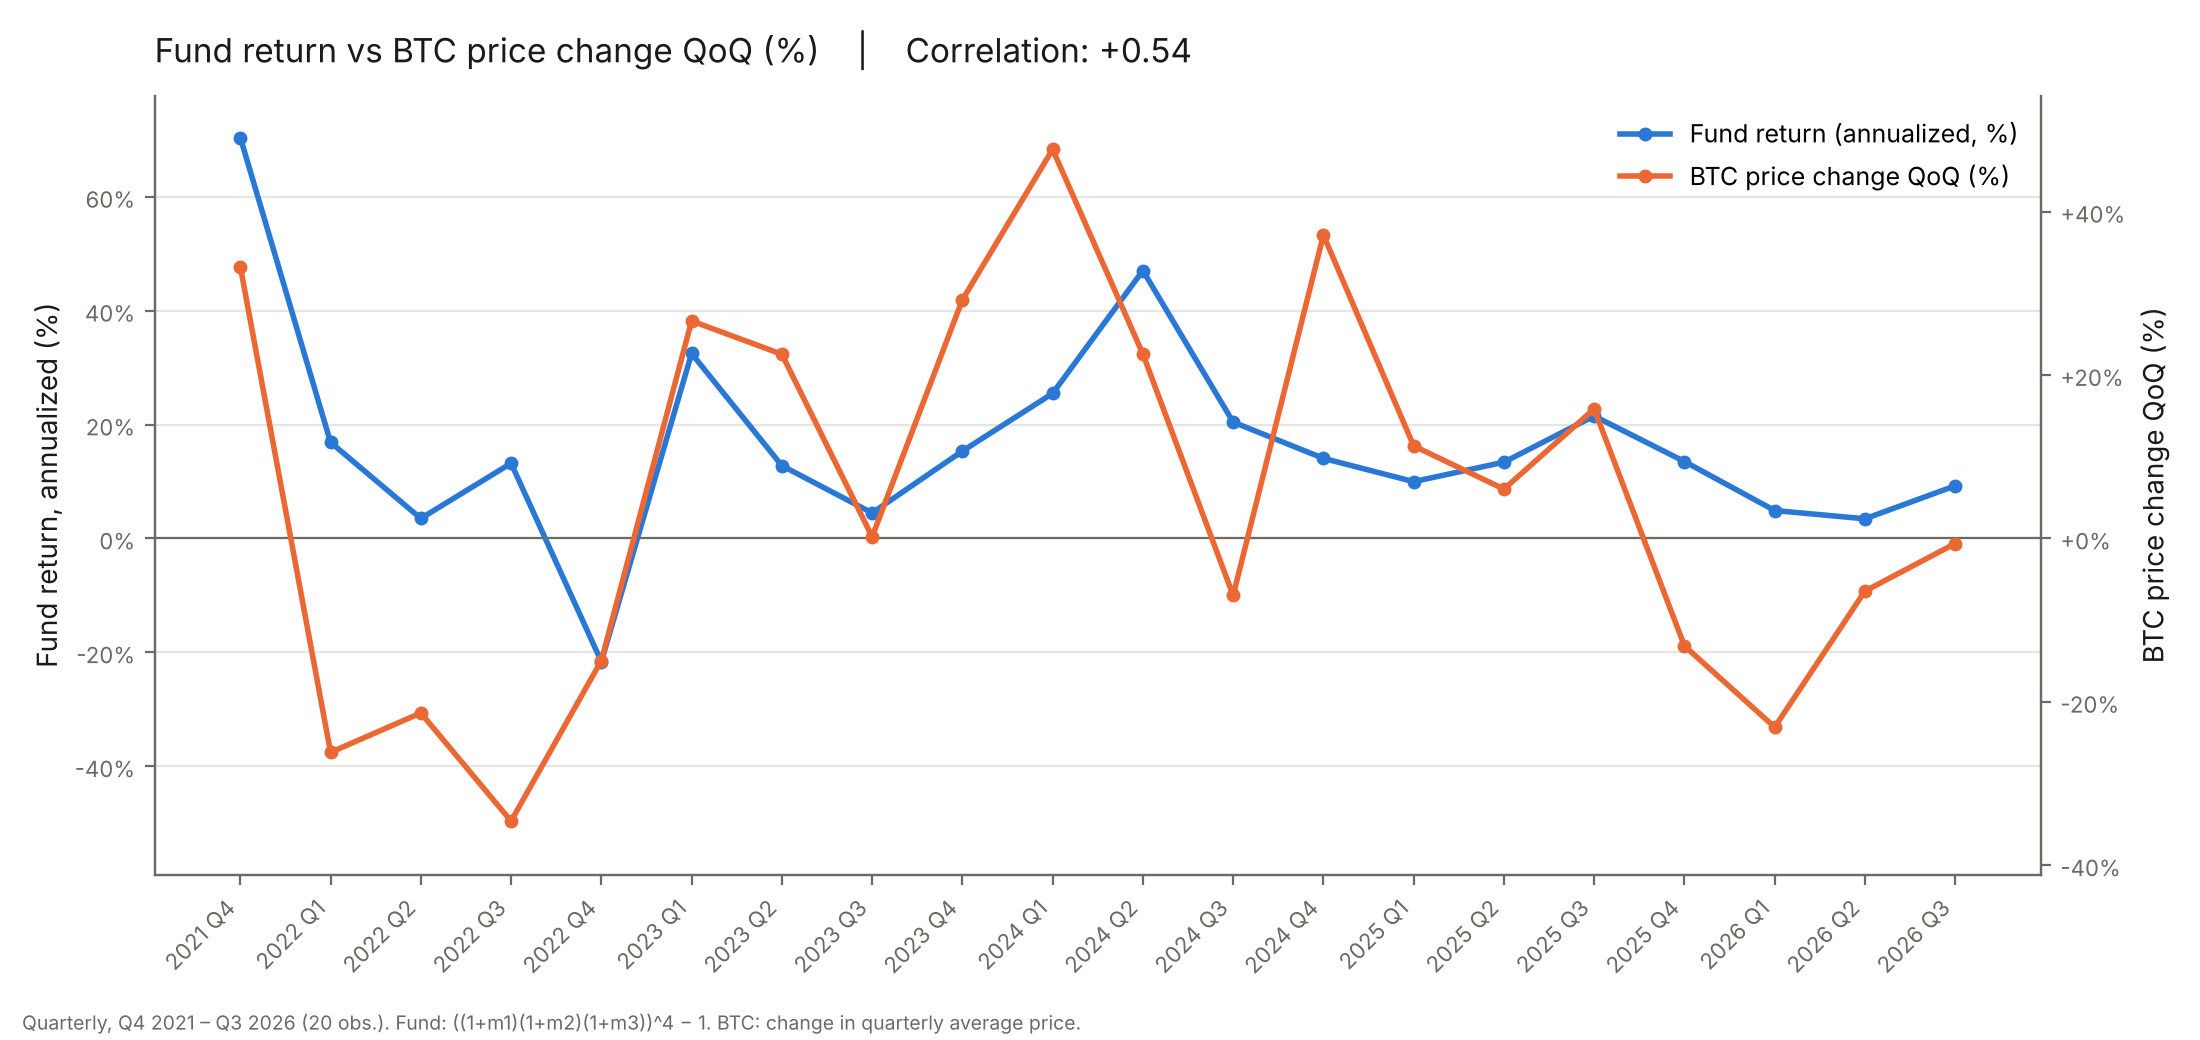 Fund return vs BTC price change QoQ (%) | Correlation: +0.54
Fund return (annualized, %)
BTC price change QoQ (%)
Fund return, annualized (%)
60%
40%
20%
0%
-20%
-40%
+40%
+20%
+0%
-20%
-40%
BTC price change QoQ (%)
2021 Q4
2022 Q1
2022 Q2
2022 Q3
2022 Q4
2023 Q1
2023 Q2
2023 Q3
2023 Q4
2024 Q1
2024 Q2
2024 Q3
2024 Q4
2025 Q1
2025 Q2
2025 Q3
2025 Q4
2026 Q1
2026 Q2
2026 Q3
Quarterly, Q4 2021 – Q3 2026 (20 obs.). Fund: ((1+m1)(1+m2)(1+m3))^4 − 1. BTC: change in quarterly average price.